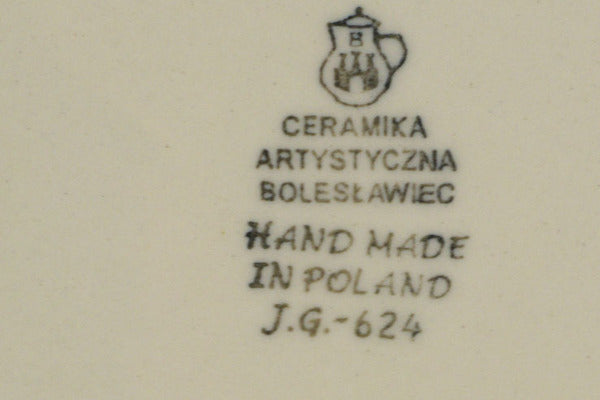 B
CERAMIKA
ARTYSTYCZNA
BOLESŁAWIEC
HAND MADE
IN POLAND
J.G.-624